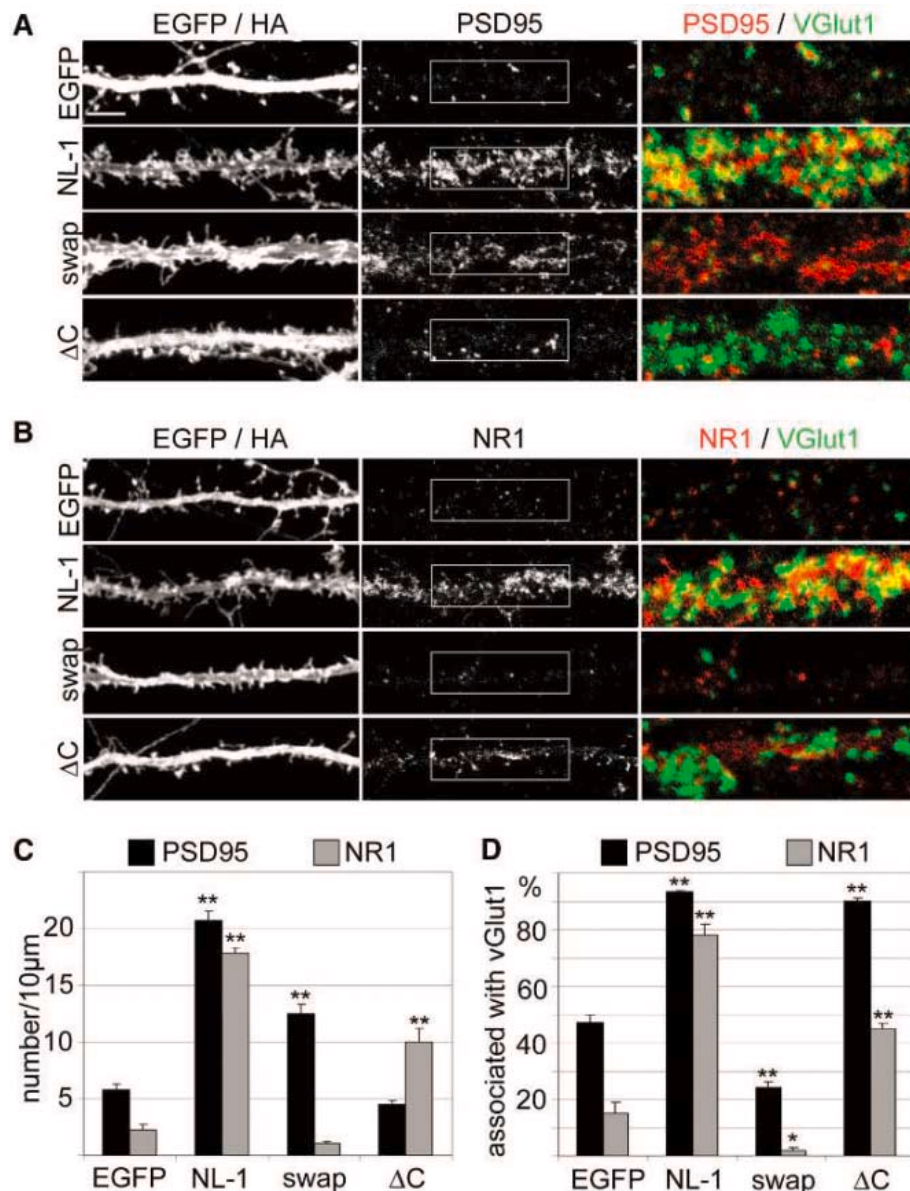 A
EGFP / HA PSD95 PSD95 / VGlut1
EGFP
NL-1
swap
ΔC
B
EGFP / HA NR1 NR1 / VGlut1
EGFP
NL-1
swap
ΔC
C
PSD95 NR1
number/10μm
20
15
10
5
** ** ** **
EGFP NL-1 swap ΔC
D
PSD95 NR1
%
associated with vGlut1
80
60
40
20
** ** ** * ** **
EGFP NL-1 swap ΔC